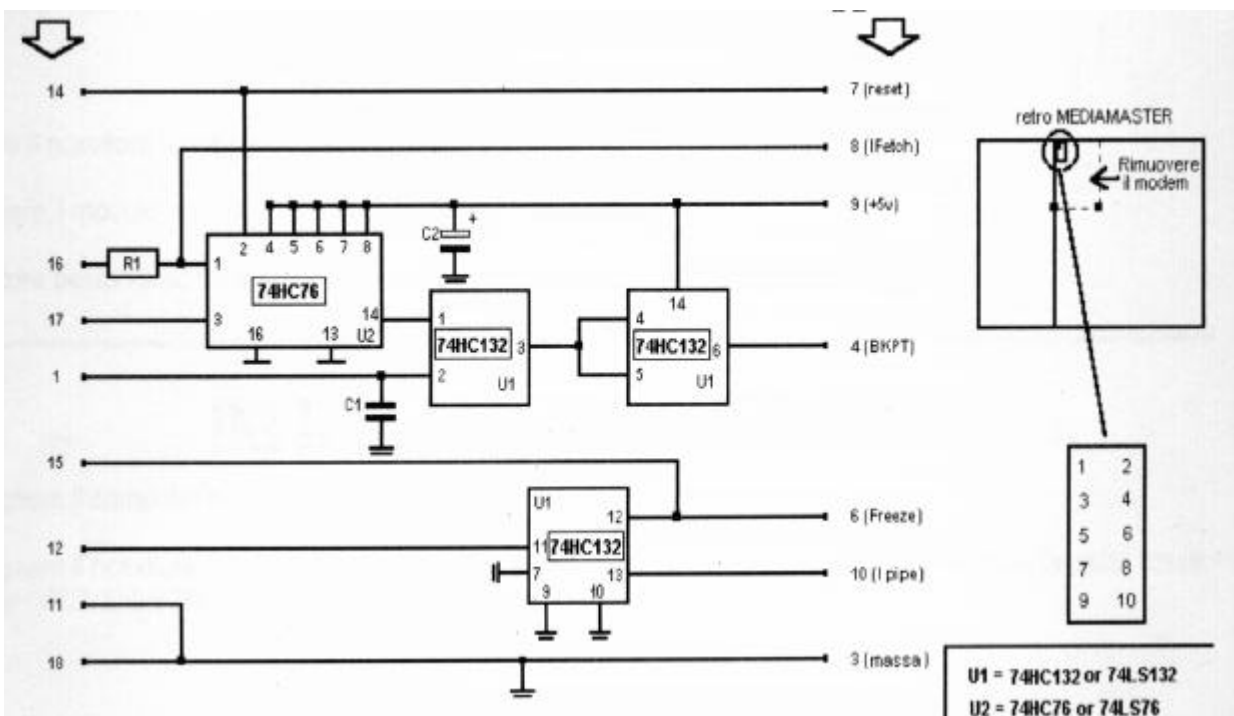 14
7 (reset)
8 (IFetch)
9 (+5v)
16
R1
1
2
4
5
6
7
8
74HC76
3
16
13
14
U2
17
C2
+
1
2
3
74HC132
U1
14
4
5
6
74HC132
U1
4 (BKPT)
1
C1
15
U1
12
11
74HC132
7
13
9
10
6 (Freeze)
12
10 (I pipe)
11
18
3 (massa)
retro MEDIAMASTER
Rimuovere
il modem
1 2
3 4
5 6
7 8
9 10
U1 = 74HC132 or 74LS132
U2 = 74HC76 or 74LS76